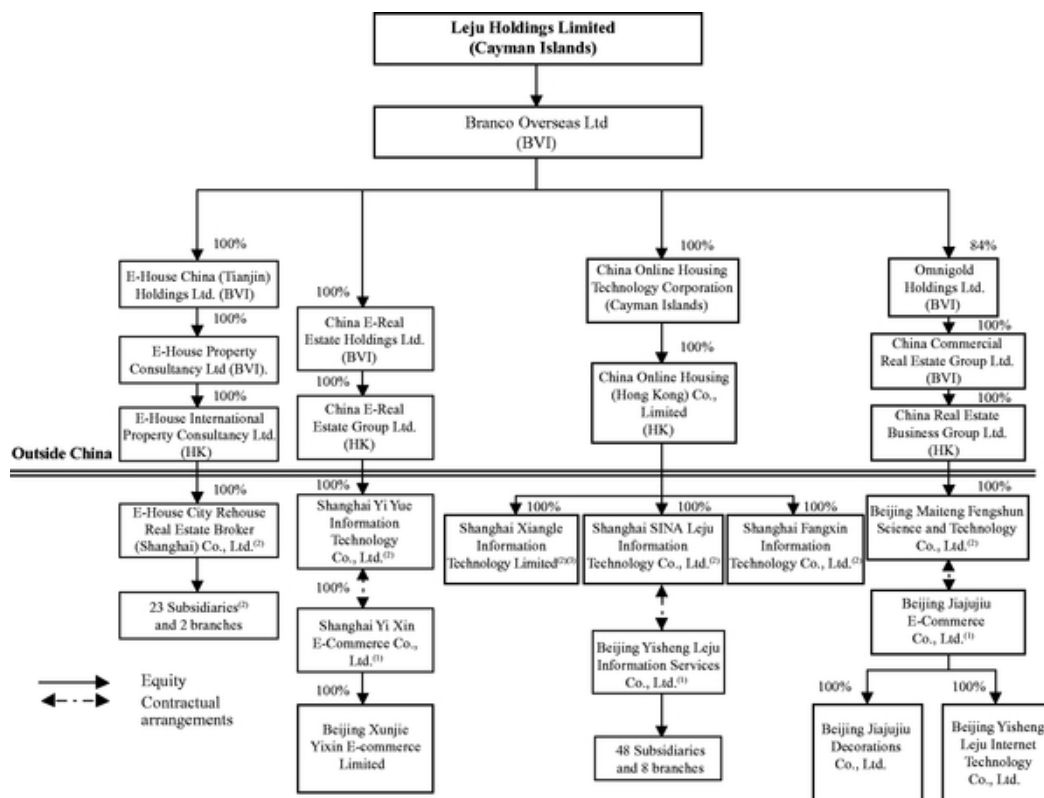 Leju Holdings Limited
(Cayman Islands)
Branco Overseas Ltd
(BVI)
100%
E-House China (Tianjin)
Holdings Ltd. (BVI)
100%
E-House Property
Consultancy Ltd (BVI).
100%
E-House International
Property Consultancy Ltd.
(HK)
100%
China E-Real
Estate Holdings Ltd.
(BVI)
100%
China E-Real
Estate Group Ltd.
(HK)
100%
China Online Housing
Technology Corporation
(Cayman Islands)
100%
China Online Housing
(Hong Kong) Co.,
Limited
(HK)
84%
Omnigold
Holdings Ltd.
(BVI)
100%
China Commercial
Real Estate Group Ltd.
(BVI)
100%
China Real Estate
Business Group Ltd.
(HK)
Outside China
100%
E-House City Rehouse
Real Estate Broker
(Shanghai) Co., Ltd.(2)
23 Subsidiaries(2)
and 2 branches
100%
Shanghai Yi Yue
Information
Technology
Co., Ltd.(2)
Shanghai Yi Xin
E-Commerce Co.,
Ltd.(1)
100%
Beijing Xunjie
Yixin E-commerce
Limited
100%
Shanghai Xiangle
Information
Technology Limited(2)(3)
100%
Shanghai SINA Leju
Information
Technology Co., Ltd.(2)
100%
Shanghai Fangxin
Information
Technology Co., Ltd.(2)
Beijing Yisheng Leju
Information Services
Co., Ltd.(1)
48 Subsidiaries
and 8 branches
100%
Beijing Maiteng Fengshun
Science and Technology
Co., Ltd.(2)
Beijing Jiajujiu
E-Commerce
Co., Ltd.(1)
100%
Beijing Jiajujiu
Decorations
Co., Ltd.
100%
Beijing Yisheng
Leju Internet
Technology
Co., Ltd.
Equity
Contractual
arrangements